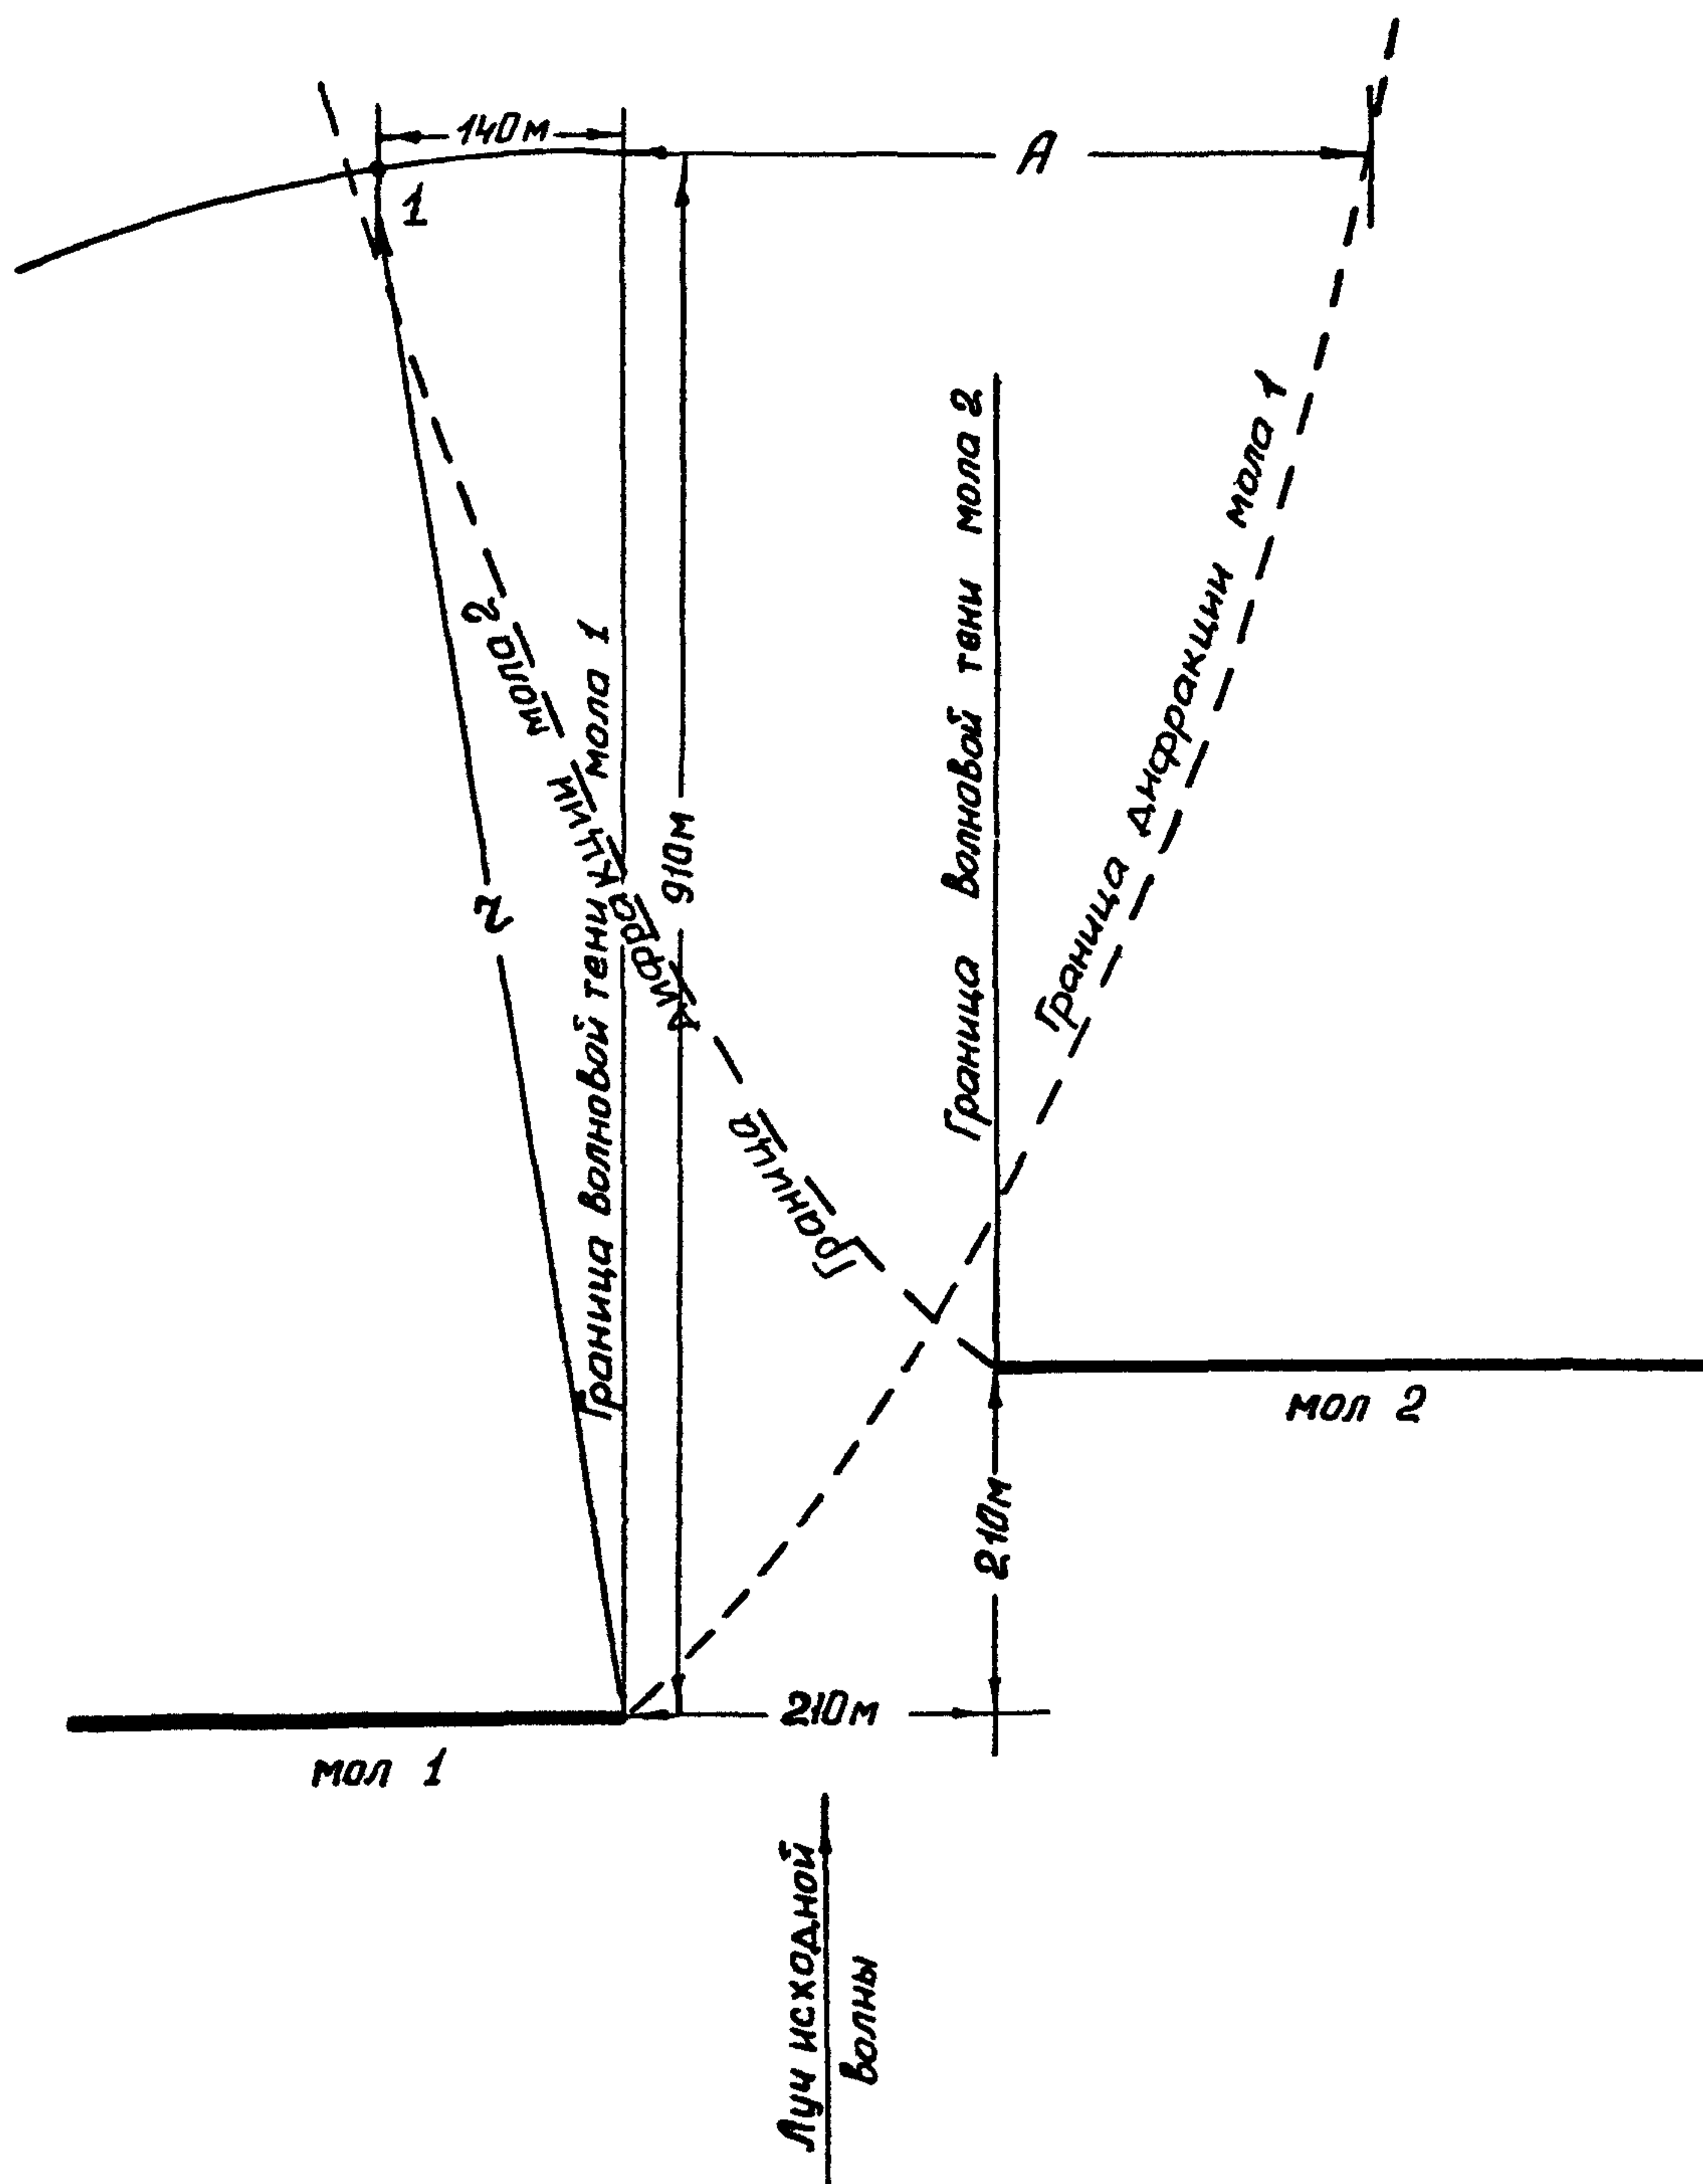 140м
А
1
Граница волновой тени мола 2
Граница дифракции мола 1
Граница дифракции мола 2
Граница волновой тени мола 1
910м
r
мол 2
210м
210м
мол 1
Луч исходной
волны